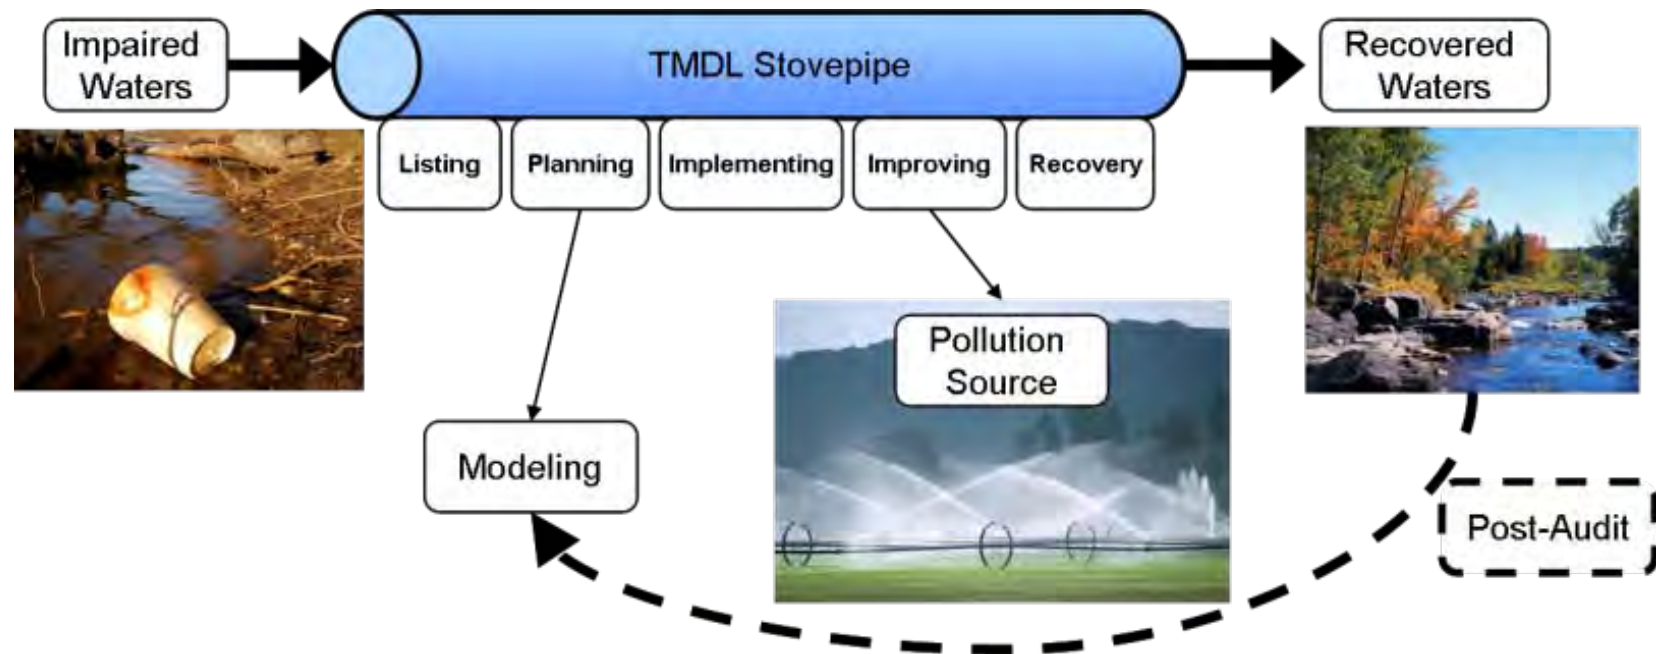 Impaired
Waters
TMDL Stovepipe
Recovered
Waters
Listing
Planning
Implementing
Improving
Recovery
Pollution
Source
Modeling
Post-Audit